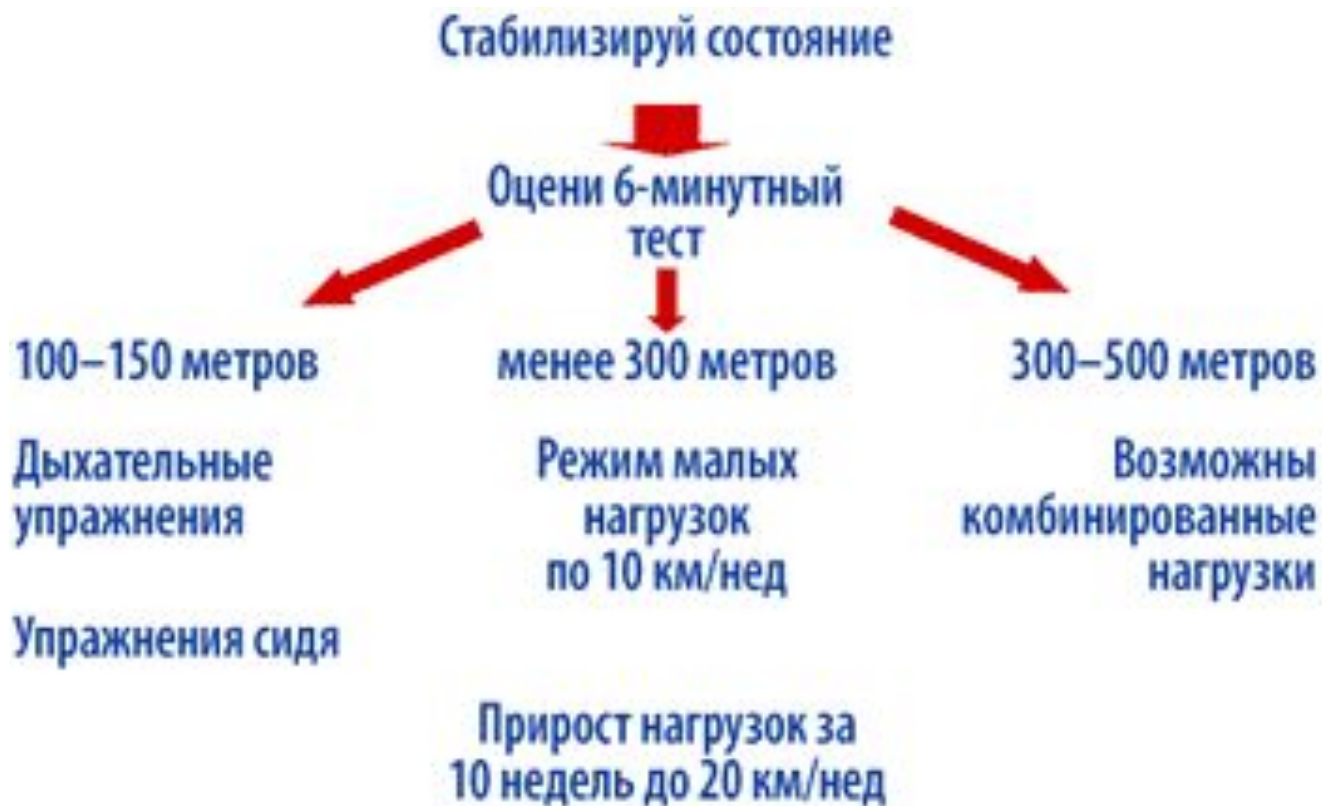 Стабилизируй состояние
Оцени 6-минутный
тест
100–150 метров
Дыхательные
упражнения
Упражнения сидя
менее 300 метров
Режим малых
нагрузок
по 10 км/нед
Прирост нагрузок за
10 недель до 20 км/нед
300–500 метров
Возможны
комбинированные
нагрузки